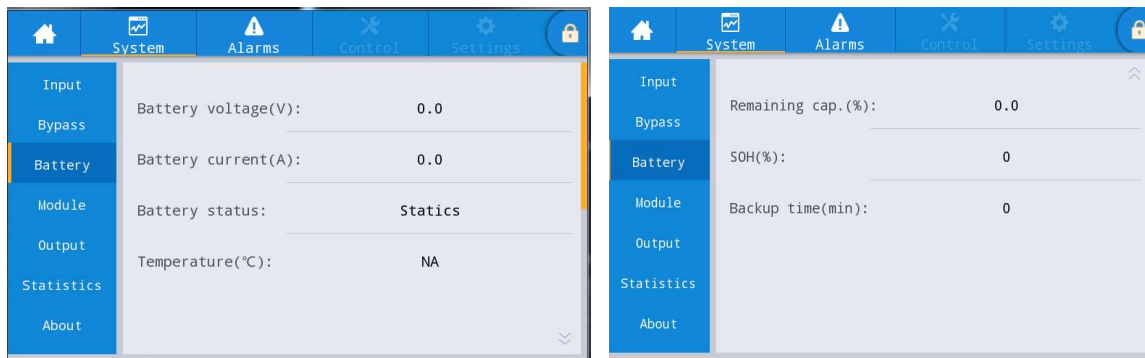 System Alarms Control Settings
Input
Bypass
Battery
Module
Output
Statistics
About
Battery voltage(V): 0.0
Battery current(A): 0.0
Battery status: Statics
Temperature(℃): NA
System Alarms Control Settings
Input
Bypass
Battery
Module
Output
Statistics
About
Remaining cap.(%): 0.0
SOH(%): 0
Backup time(min): 0